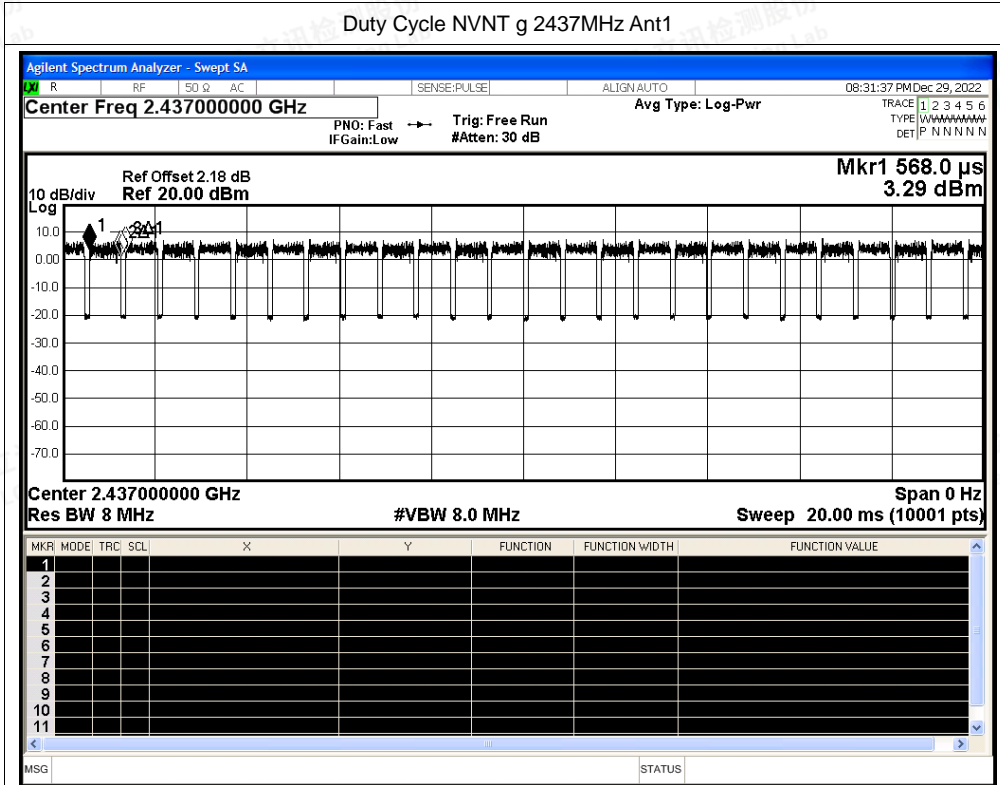 Duty Cycle NVNT g 2437MHz Ant1
Agilent Spectrum Analyzer - Swept SA
LXI R RF 50 Ω AC SENSE:PULSE ALIGN AUTO 08:31:37 PM Dec 29, 2022
Center Freq 2.437000000 GHz Avg Type: Log-Pwr TRACE 1 2 3 4 5 6
PNO: Fast Trig: Free Run TYPE
IFGain:Low #Atten: 30 dB DET P N N N N N
Mkr1 568.0 µs
Ref Offset 2.18 dB
10 dB/div Ref 20.00 dBm 3.29 dBm
Log
1
10.0
0.00
-10.0
-20.0
-30.0
-40.0
-50.0
-60.0
-70.0
Center 2.437000000 GHz Span 0 Hz
Res BW 8 MHz #VBW 8.0 MHz Sweep 20.00 ms (10001 pts)
MKR MODE TRC SCL X Y FUNCTION FUNCTION WIDTH FUNCTION VALUE
1
2
3
4
5
6
7
8
9
10
11
MSG STATUS